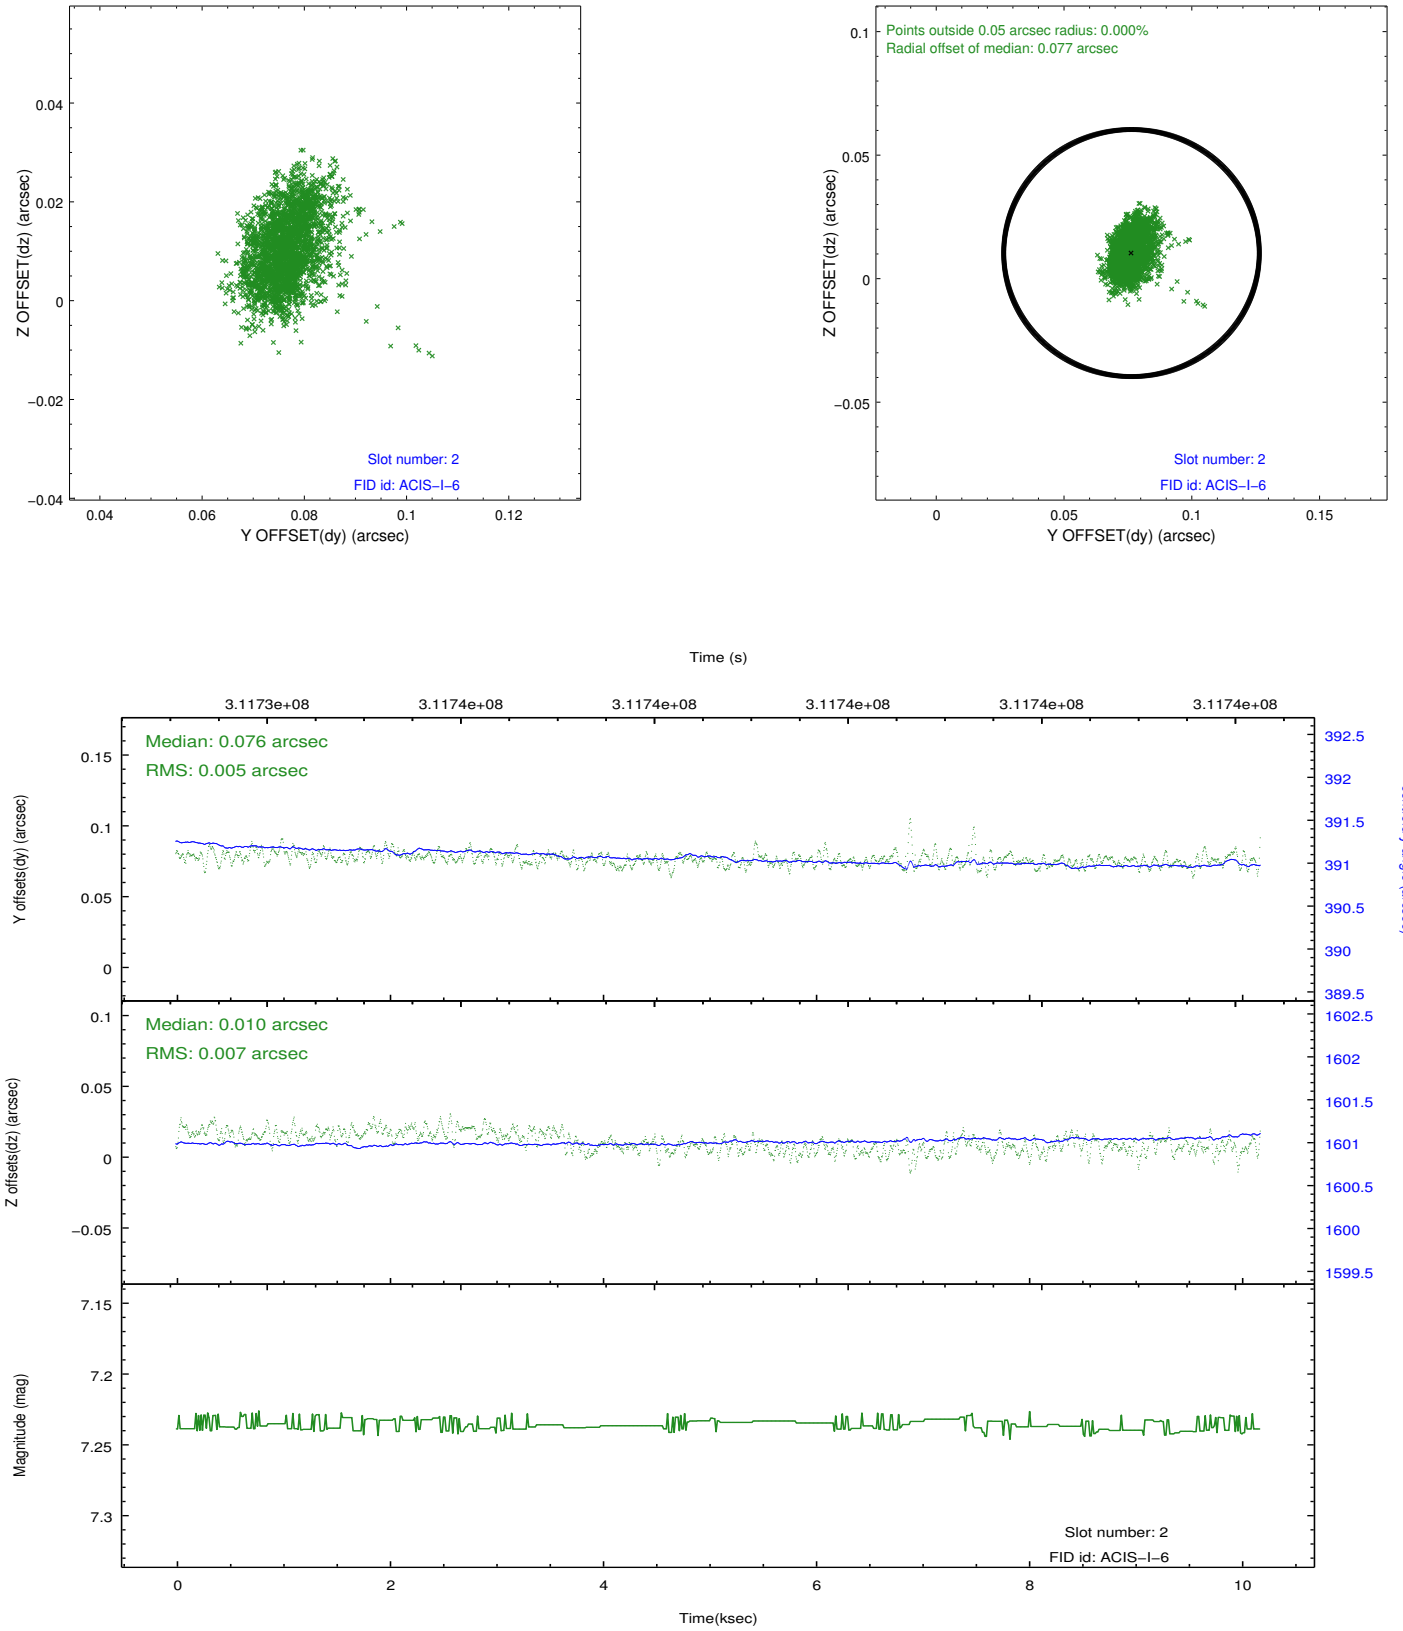 Points outside 0.05 arcsec radius: 0.000%
Radial offset of median: 0.077 arcsec
0.04
0.02
0
−0.02
−0.04
Z OFFSET(dz) (arcsec)
Slot number: 2
FID id: ACIS−I−6
0.04 0.06 0.08 0.1 0.12
Y OFFSET(dy) (arcsec)
0.1
0.05
0
−0.05
Z OFFSET(dz) (arcsec)
Slot number: 2
FID id: ACIS−I−6
0 0.05 0.1 0.15
Y OFFSET(dy) (arcsec)
Time (s)
3.1173e+08 3.1174e+08 3.1174e+08 3.1174e+08 3.1174e+08 3.1174e+08
Median: 0.076 arcsec
RMS: 0.005 arcsec
0.15
0.1
0.05
0
Y offsets(dy) (arcsec)
392.5
392
391.5
391
390.5
390
389.5
Median: 0.010 arcsec
RMS: 0.007 arcsec
0.1
0.05
0
−0.05
Z offsets(dz) (arcsec)
1602.5
1602
1601.5
1601
1600.5
1600
1599.5
7.15
7.2
7.25
7.3
Magnitude (mag)
Slot number: 2
FID id: ACIS−I−6
0 2 4 6 8 10
Time(ksec)